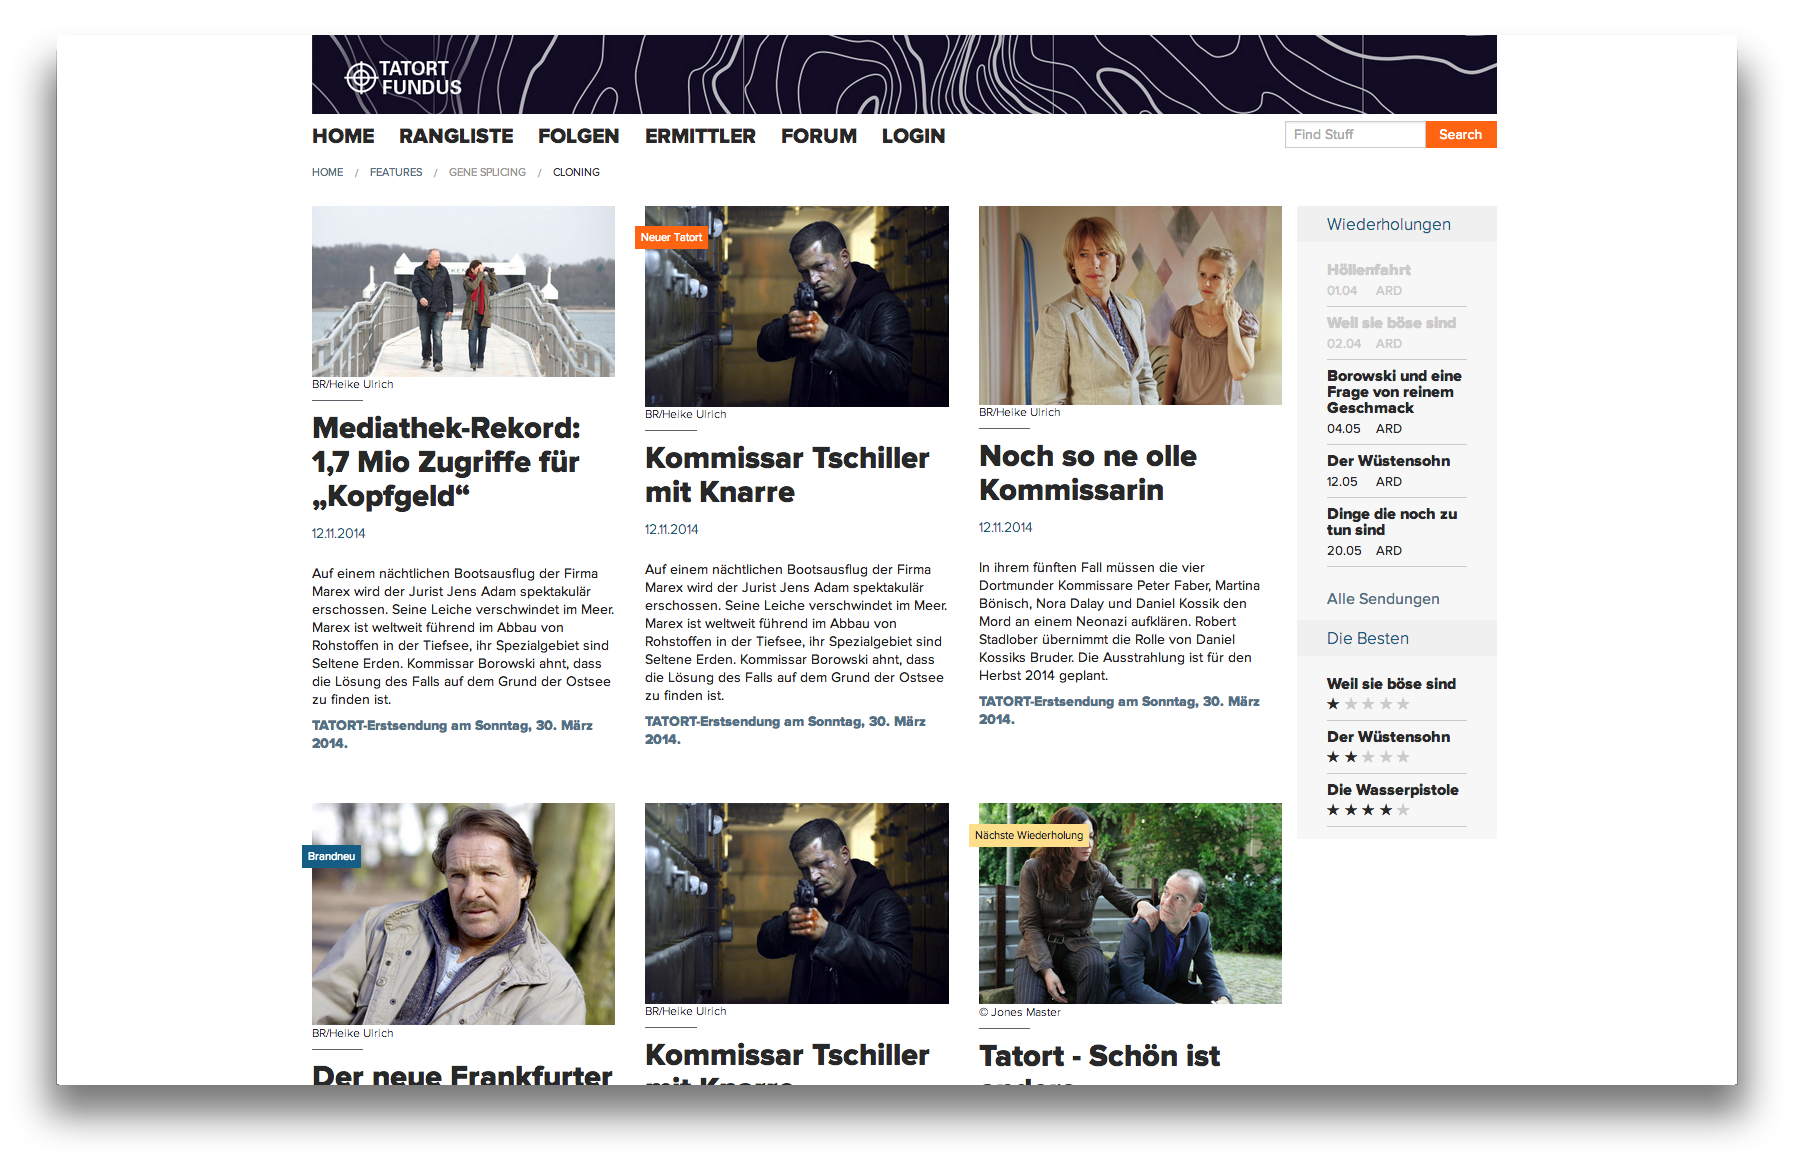 TATORT
FUNDUS
HOME RANGLISTE FOLGEN ERMITTLER FORUM LOGIN
Find Stuff Search
HOME / FEATURES / GENE SPLICING / CLONING
BR/Heike Ulrich
Mediathek-Rekord:
1,7 Mio Zugriffe für
„Kopfgeld“
12.11.2014
Auf einem nächtlichen Bootsausflug der Firma
Marex wird der Jurist Jens Adam spektakulär
erschossen. Seine Leiche verschwindet im Meer.
Marex ist weltweit führend im Abbau von
Rohstoffen in der Tiefsee, ihr Spezialgebiet sind
Seltene Erden. Kommissar Borowski ahnt, dass
die Lösung des Falls auf dem Grund der Ostsee
zu finden ist.
TATORT-Erstsendung am Sonntag, 30. März
2014.
Neuer Tatort
BR/Heike Ulrich
Kommissar Tschiller
mit Knarre
12.11.2014
Auf einem nächtlichen Bootsausflug der Firma
Marex wird der Jurist Jens Adam spektakulär
erschossen. Seine Leiche verschwindet im Meer.
Marex ist weltweit führend im Abbau von
Rohstoffen in der Tiefsee, ihr Spezialgebiet sind
Seltene Erden. Kommissar Borowski ahnt, dass
die Lösung des Falls auf dem Grund der Ostsee
zu finden ist.
TATORT-Erstsendung am Sonntag, 30. März
2014.
BR/Heike Ulrich
Noch so ne olle
Kommissarin
12.11.2014
In ihrem fünften Fall müssen die vier
Dortmunder Kommissare Peter Faber, Martina
Bönisch, Nora Dalay und Daniel Kossik den
Mord an einem Neonazi aufklären. Robert
Stadlober übernimmt die Rolle von Daniel
Kossiks Bruder. Die Ausstrahlung ist für den
Herbst 2014 geplant.
TATORT-Erstsendung am Sonntag, 30. März
2014.
Wiederholungen
Höllenfahrt
01.04 ARD
Weil sie böse sind
02.04 ARD
Borowski und eine
Frage von reinem
Geschmack
04.05 ARD
Der Wüstensohn
12.05 ARD
Dinge die noch zu
tun sind
20.05 ARD
Alle Sendungen
Die Besten
Weil sie böse sind
Der Wüstensohn
Die Wasserpistole
Brandneu
BR/Heike Ulrich
Der neue Frankfurter
BR/Heike Ulrich
Kommissar Tschiller
mit Knarre
Nächste Wiederholung
© Jones Master
Tatort - Schön ist
anders